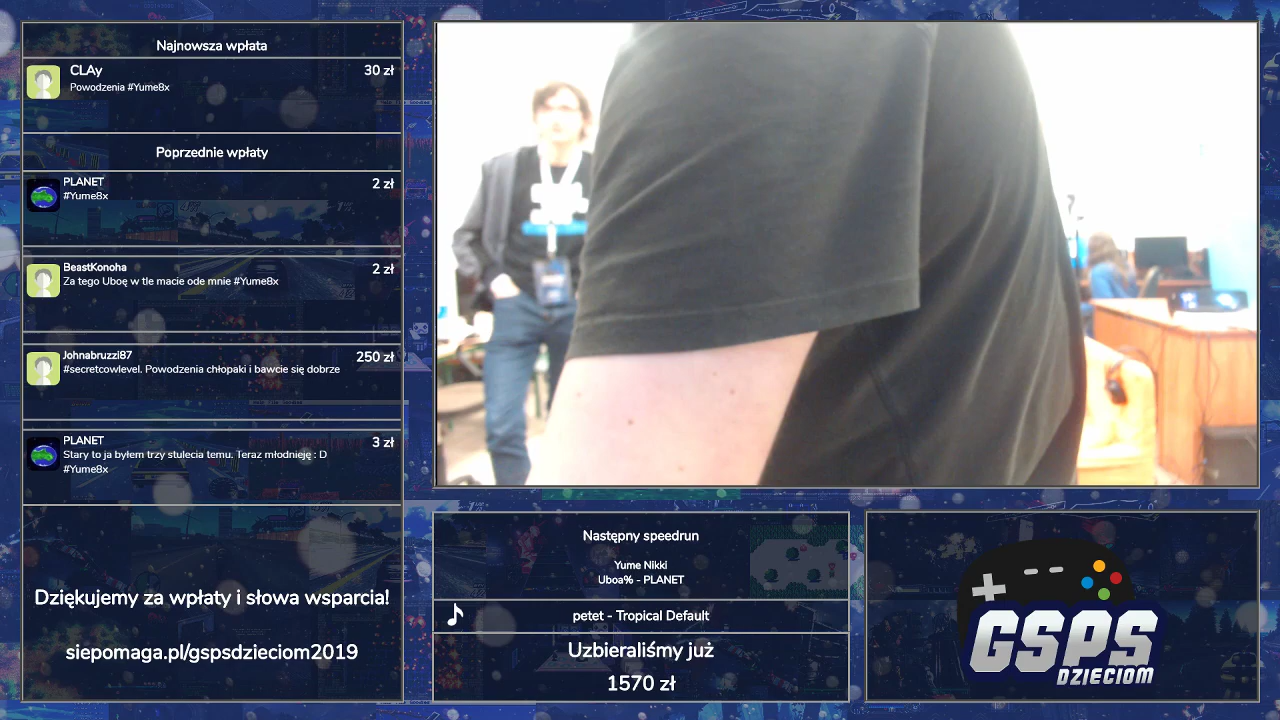 Najnowsza wpłata
CLAy
30 zł
Powodzenia #Yume8x
Poprzednie wpłaty
PLANET
2 zł
#Yume8x
BeastKonoha
2 zł
Za tego Uboę w tle macie ode mnie #Yume8x
Johnabruzzi87
250 zł
#secretowlesbl. Powodzenia chłopaki i bawcie się dobrze
PLANET
3 zł
Stary to ja byłem trzy stulecia temu. Teraz młodnieję : D
#Yume8x
Dziękujemy za wpłaty i słowa wsparcia!
siepomaga.pl/gspsdzieciom2019
Następny speedrun
Yume Nikki
Uboa% - PLANET
petet - Tropical Default
Uzbieraliśmy już
1570 zł
GSPS
DZIECIOM